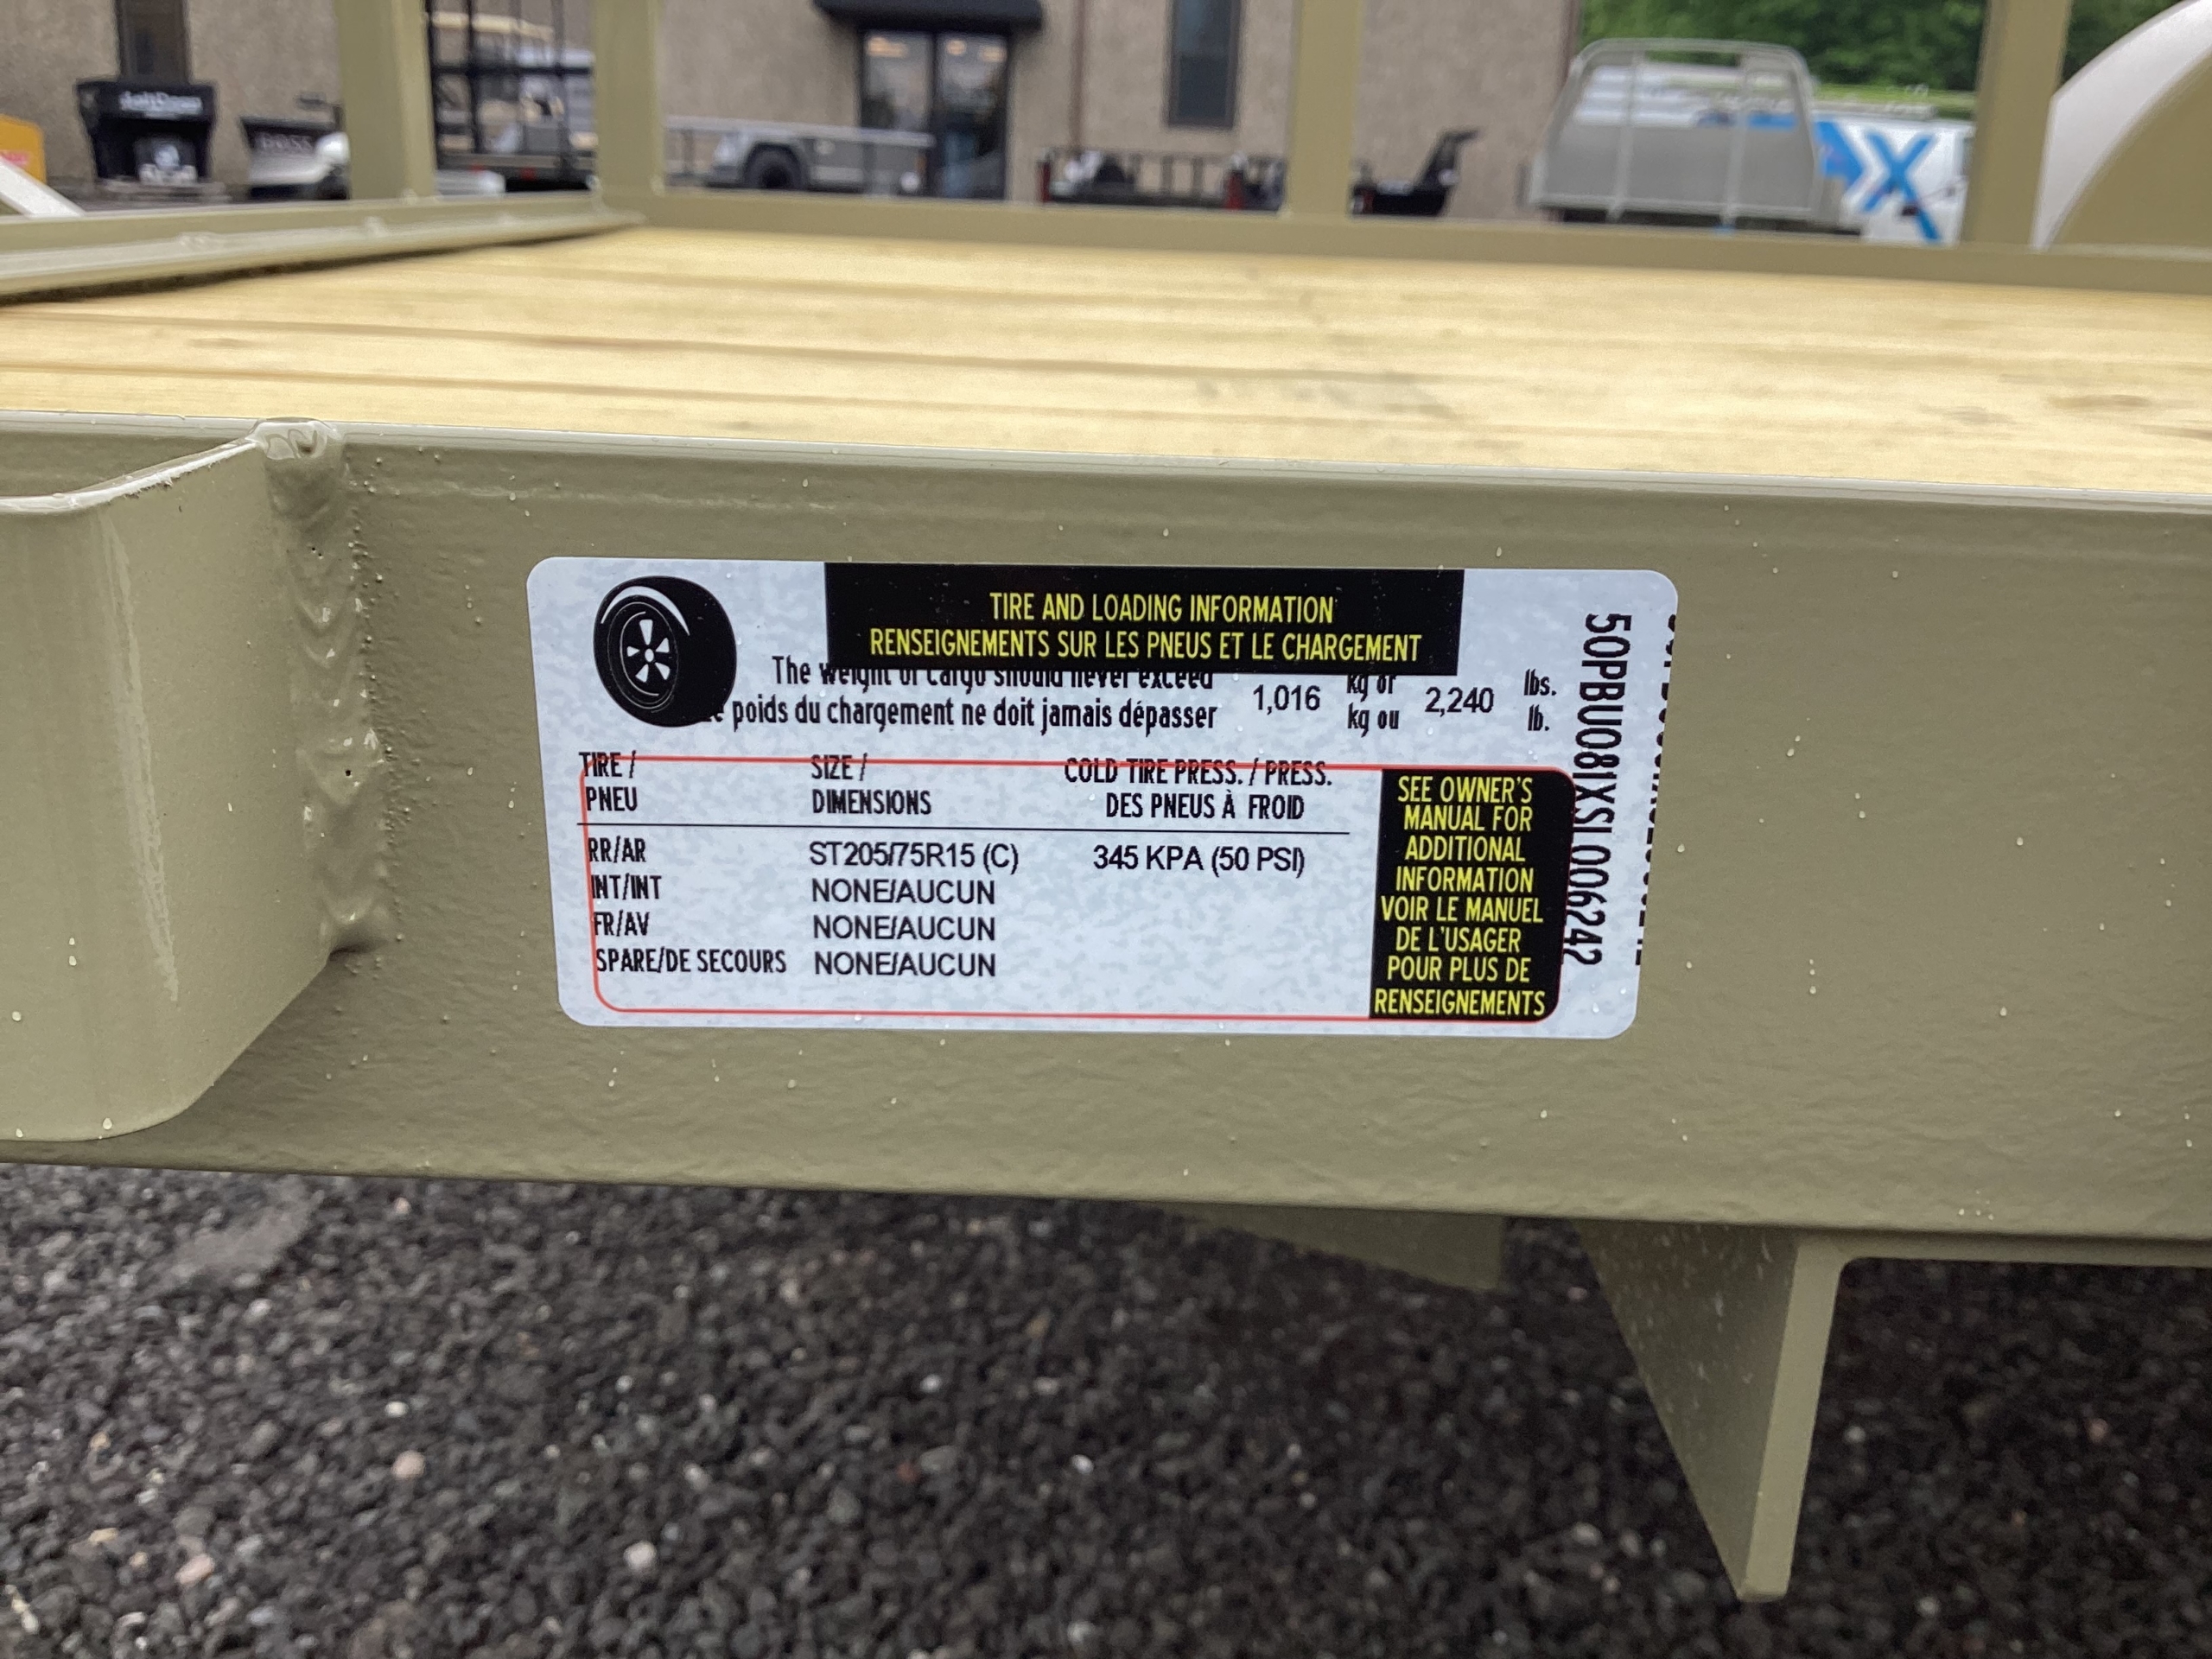 TIRE AND LOADING INFORMATION
RENSEIGNEMENTS SUR LES PNEUS ET LE CHARGEMENT
The weight of cargo should never exceed 1,016 kg or 2,240 lbs.
poids du chargement ne doit jamais dépasser kg ou lb.
TIRE / SIZE / COLD TIRE PRESS. / PRESS.
PNEU DIMENSIONS DES PNEUS À FROID
RR/AR ST205/75R15 (C) 345 KPA (50 PSI)
INT/INT NONE/AUCUN
FR/AV NONE/AUCUN
SPARE/DE SECOURS NONE/AUCUN
SEE OWNER'S
MANUAL FOR
ADDITIONAL
INFORMATION
VOIR LE MANUEL
DE L'USAGER
POUR PLUS DE
RENSEIGNEMENTS
BOSS
X